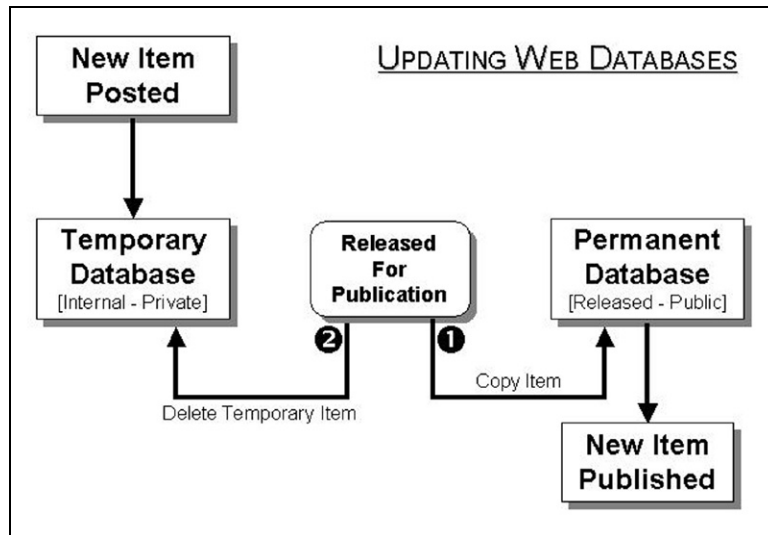 New Item
Posted
UPDATING WEB DATABASES
Temporary
Database
[Internal - Private]
Released
For
Publication
Permanent
Database
[Released - Public]
2
1
Copy Item
Delete Temporary Item
New Item
Published